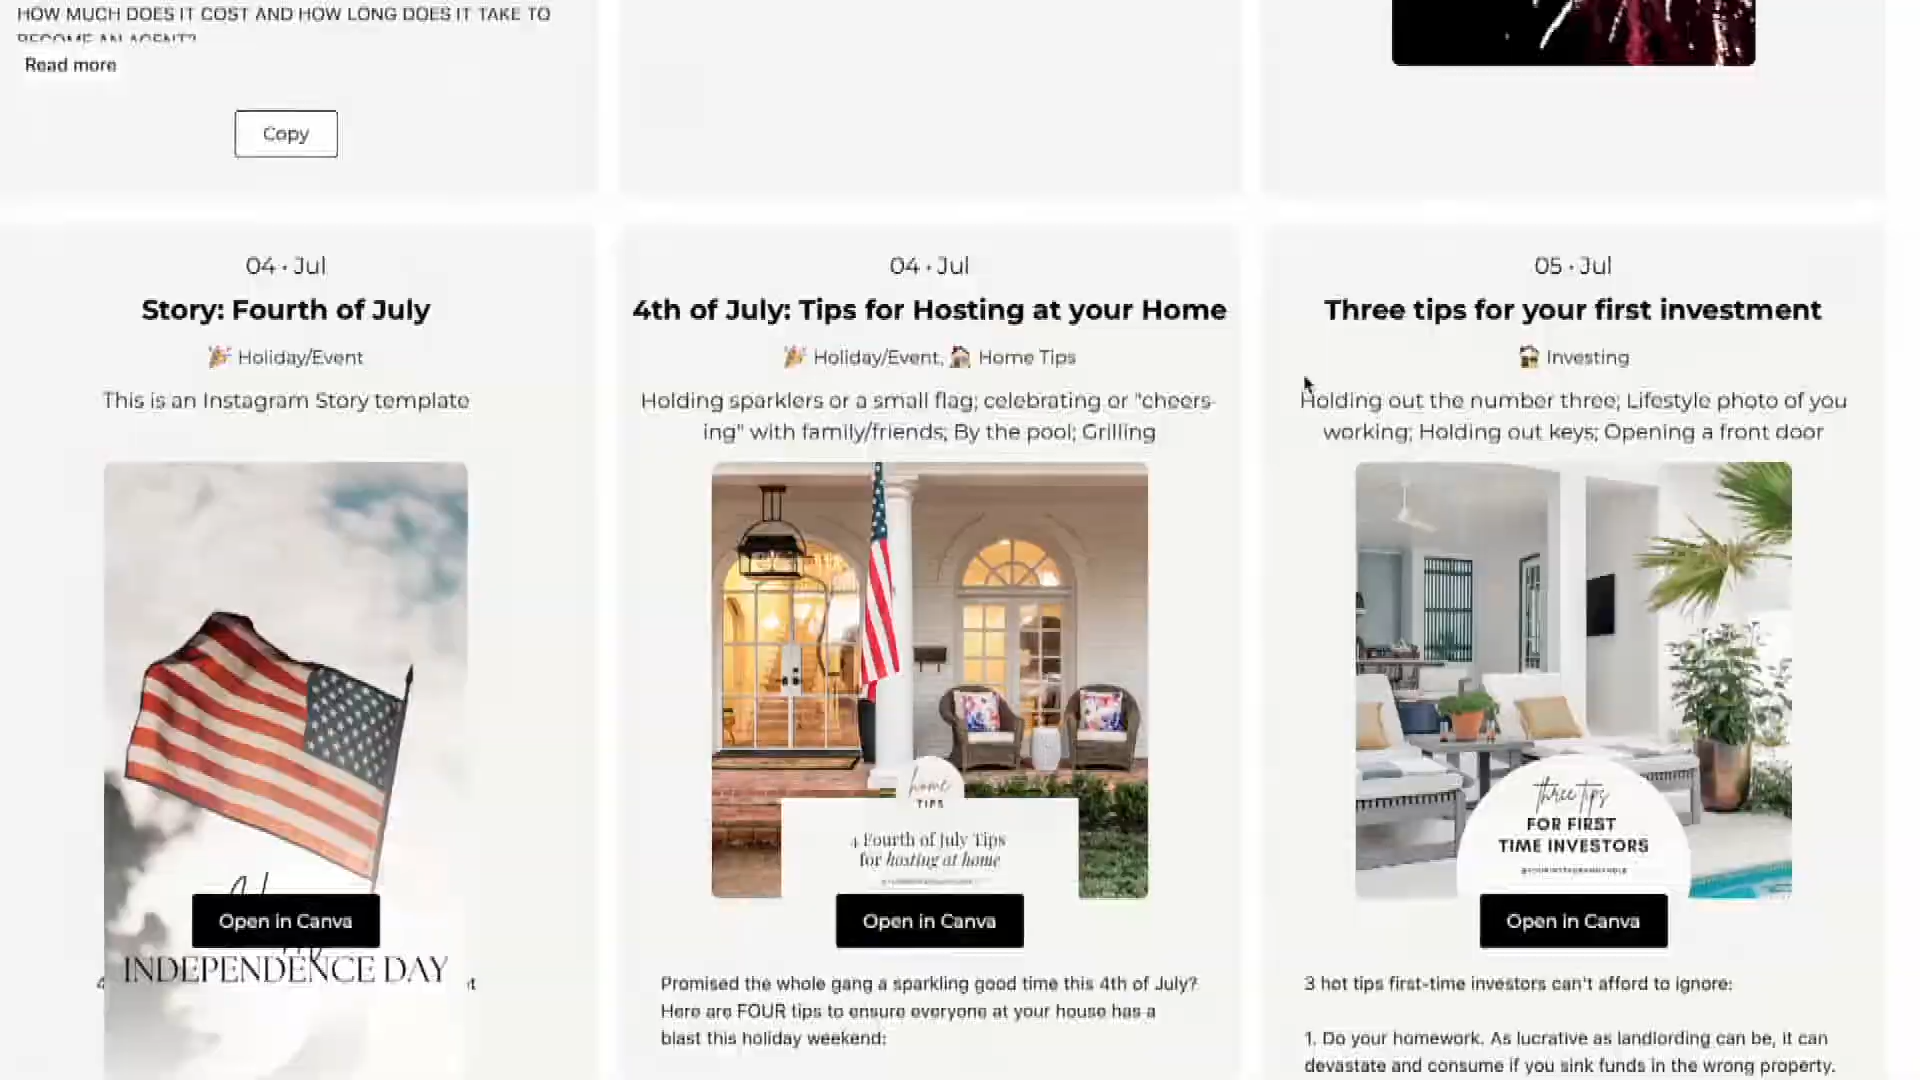 HOW MUCH DOES IT COST AND HOW LONG DOES IT TAKE TO
BECOME AN AGENT?
Read more
Copy
04 • Jul
Story: Fourth of July
🎉 Holiday/Event
This is an Instagram Story template
Open in Canva
INDEPENDENCE DAY
04 • Jul
4th of July: Tips for Hosting at your Home
🎉 Holiday/Event, 🏠 Home Tips
Holding sparklers or a small flag; celebrating or "cheers-
ing" with family/friends; By the pool; Grilling
home
TIPS
4 Fourth of July Tips
for hosting at home
Open in Canva
Promised the whole gang a sparkling good time this 4th of July?
Here are FOUR tips to ensure everyone at your house has a
blast this holiday weekend:
05 • Jul
Three tips for your first investment
🏠 Investing
Holding out the number three; Lifestyle photo of you
working; Holding out keys; Opening a front door
three tips
FOR FIRST
TIME INVESTORS
@YOURINSTAGRAMHANDLE
Open in Canva
3 hot tips first-time investors can't afford to ignore:
1. Do your homework. As lucrative as landlording can be, it can
devastate and consume if you sink funds in the wrong property.